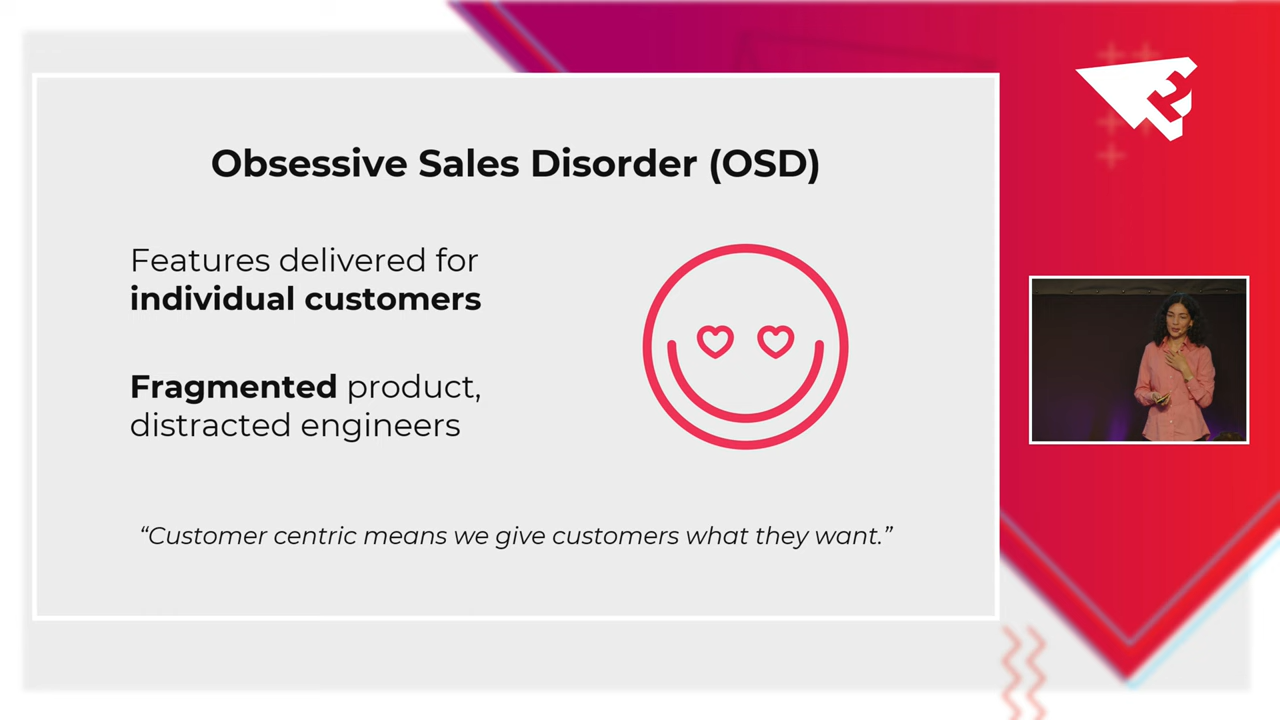 Obsessive Sales Disorder (OSD)
Features delivered for
individual customers
Fragmented product,
distracted engineers
“Customer centric means we give customers what they want.”